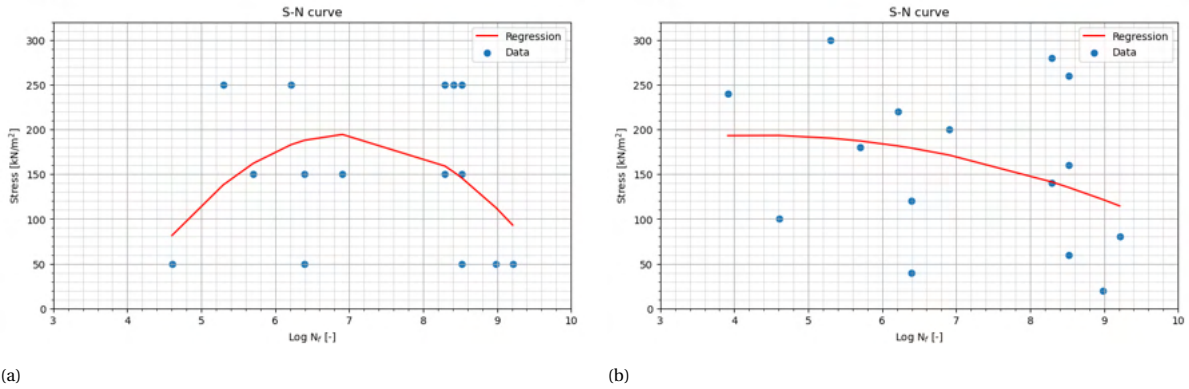 S-N curve
Regression
Data
300
250
200
150
100
50
0
Stress [kN/m²]
3 4 5 6 7 8 9 10
Log N_f [-]
(a)
S-N curve
Regression
Data
300
250
200
150
100
50
0
Stress [kN/m²]
3 4 5 6 7 8 9 10
Log N_f [-]
(b)